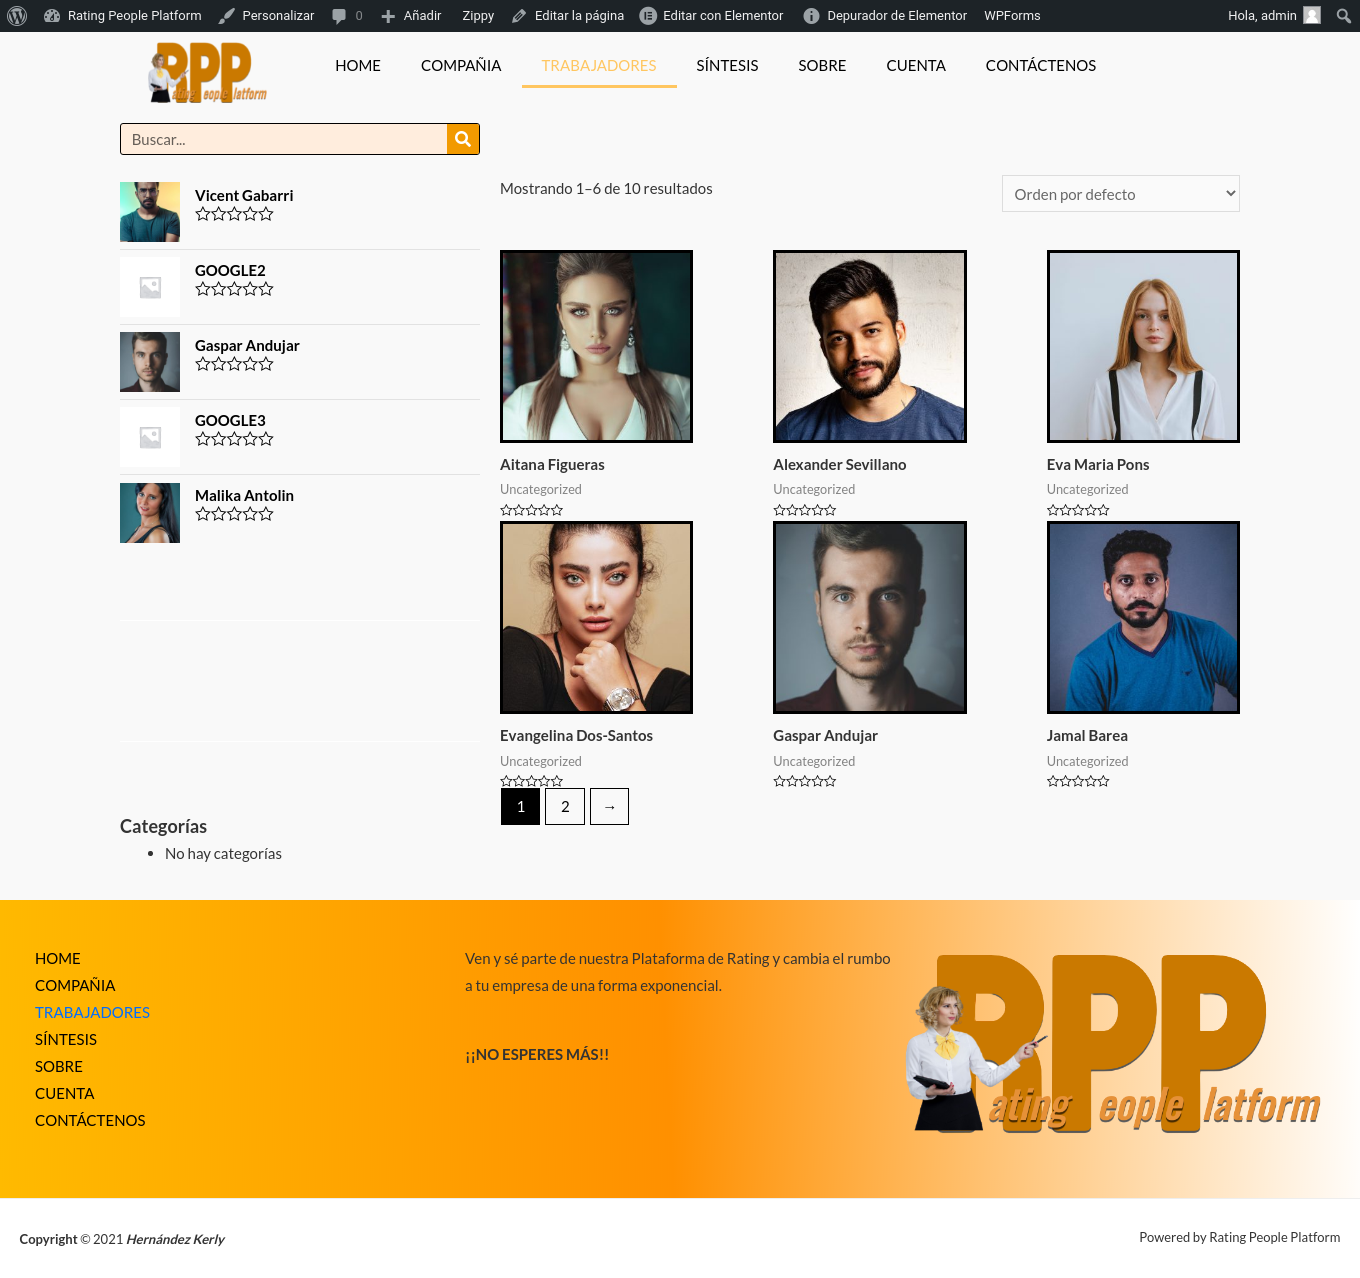 Rating People Platform Personalizar 0 Añadir Zippy Editar la página Editar con Elementor Depurador de Elementor WPForms Hola, admin
RPP
ating eople latform
HOME COMPAÑIA TRABAJADORES SÍNTESIS SOBRE CUENTA CONTÁCTENOS
Buscar...
Vicent Gabarri
GOOGLE2
Gaspar Andujar
GOOGLE3
Malika Antolin
Categorías
No hay categorías
Mostrando 1–6 de 10 resultados Orden por defecto
Aitana Figueras Alexander Sevillano Eva Maria Pons
Uncategorized Uncategorized Uncategorized
Evangelina Dos-Santos Gaspar Andujar Jamal Barea
Uncategorized Uncategorized Uncategorized
1 2 →
HOME
COMPAÑIA
TRABAJADORES
SÍNTESIS
SOBRE
CUENTA
CONTÁCTENOS
Ven y sé parte de nuestra Plataforma de Rating y cambia el rumbo
a tu empresa de una forma exponencial.
¡¡NO ESPERES MÁS!!
RPP
ating eople latform
Copyright © 2021 Hernández Kerly Powered by Rating People Platform